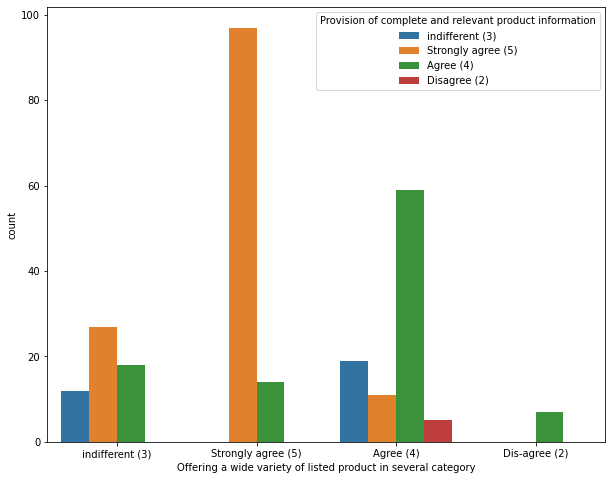 Provision of complete and relevant product information
indifferent (3)
Strongly agree (5)
Agree (4)
Disagree (2)
100
80
60
40
20
0
count
indifferent (3)
Strongly agree (5)
Agree (4)
Dis-agree (2)
Offering a wide variety of listed product in several category